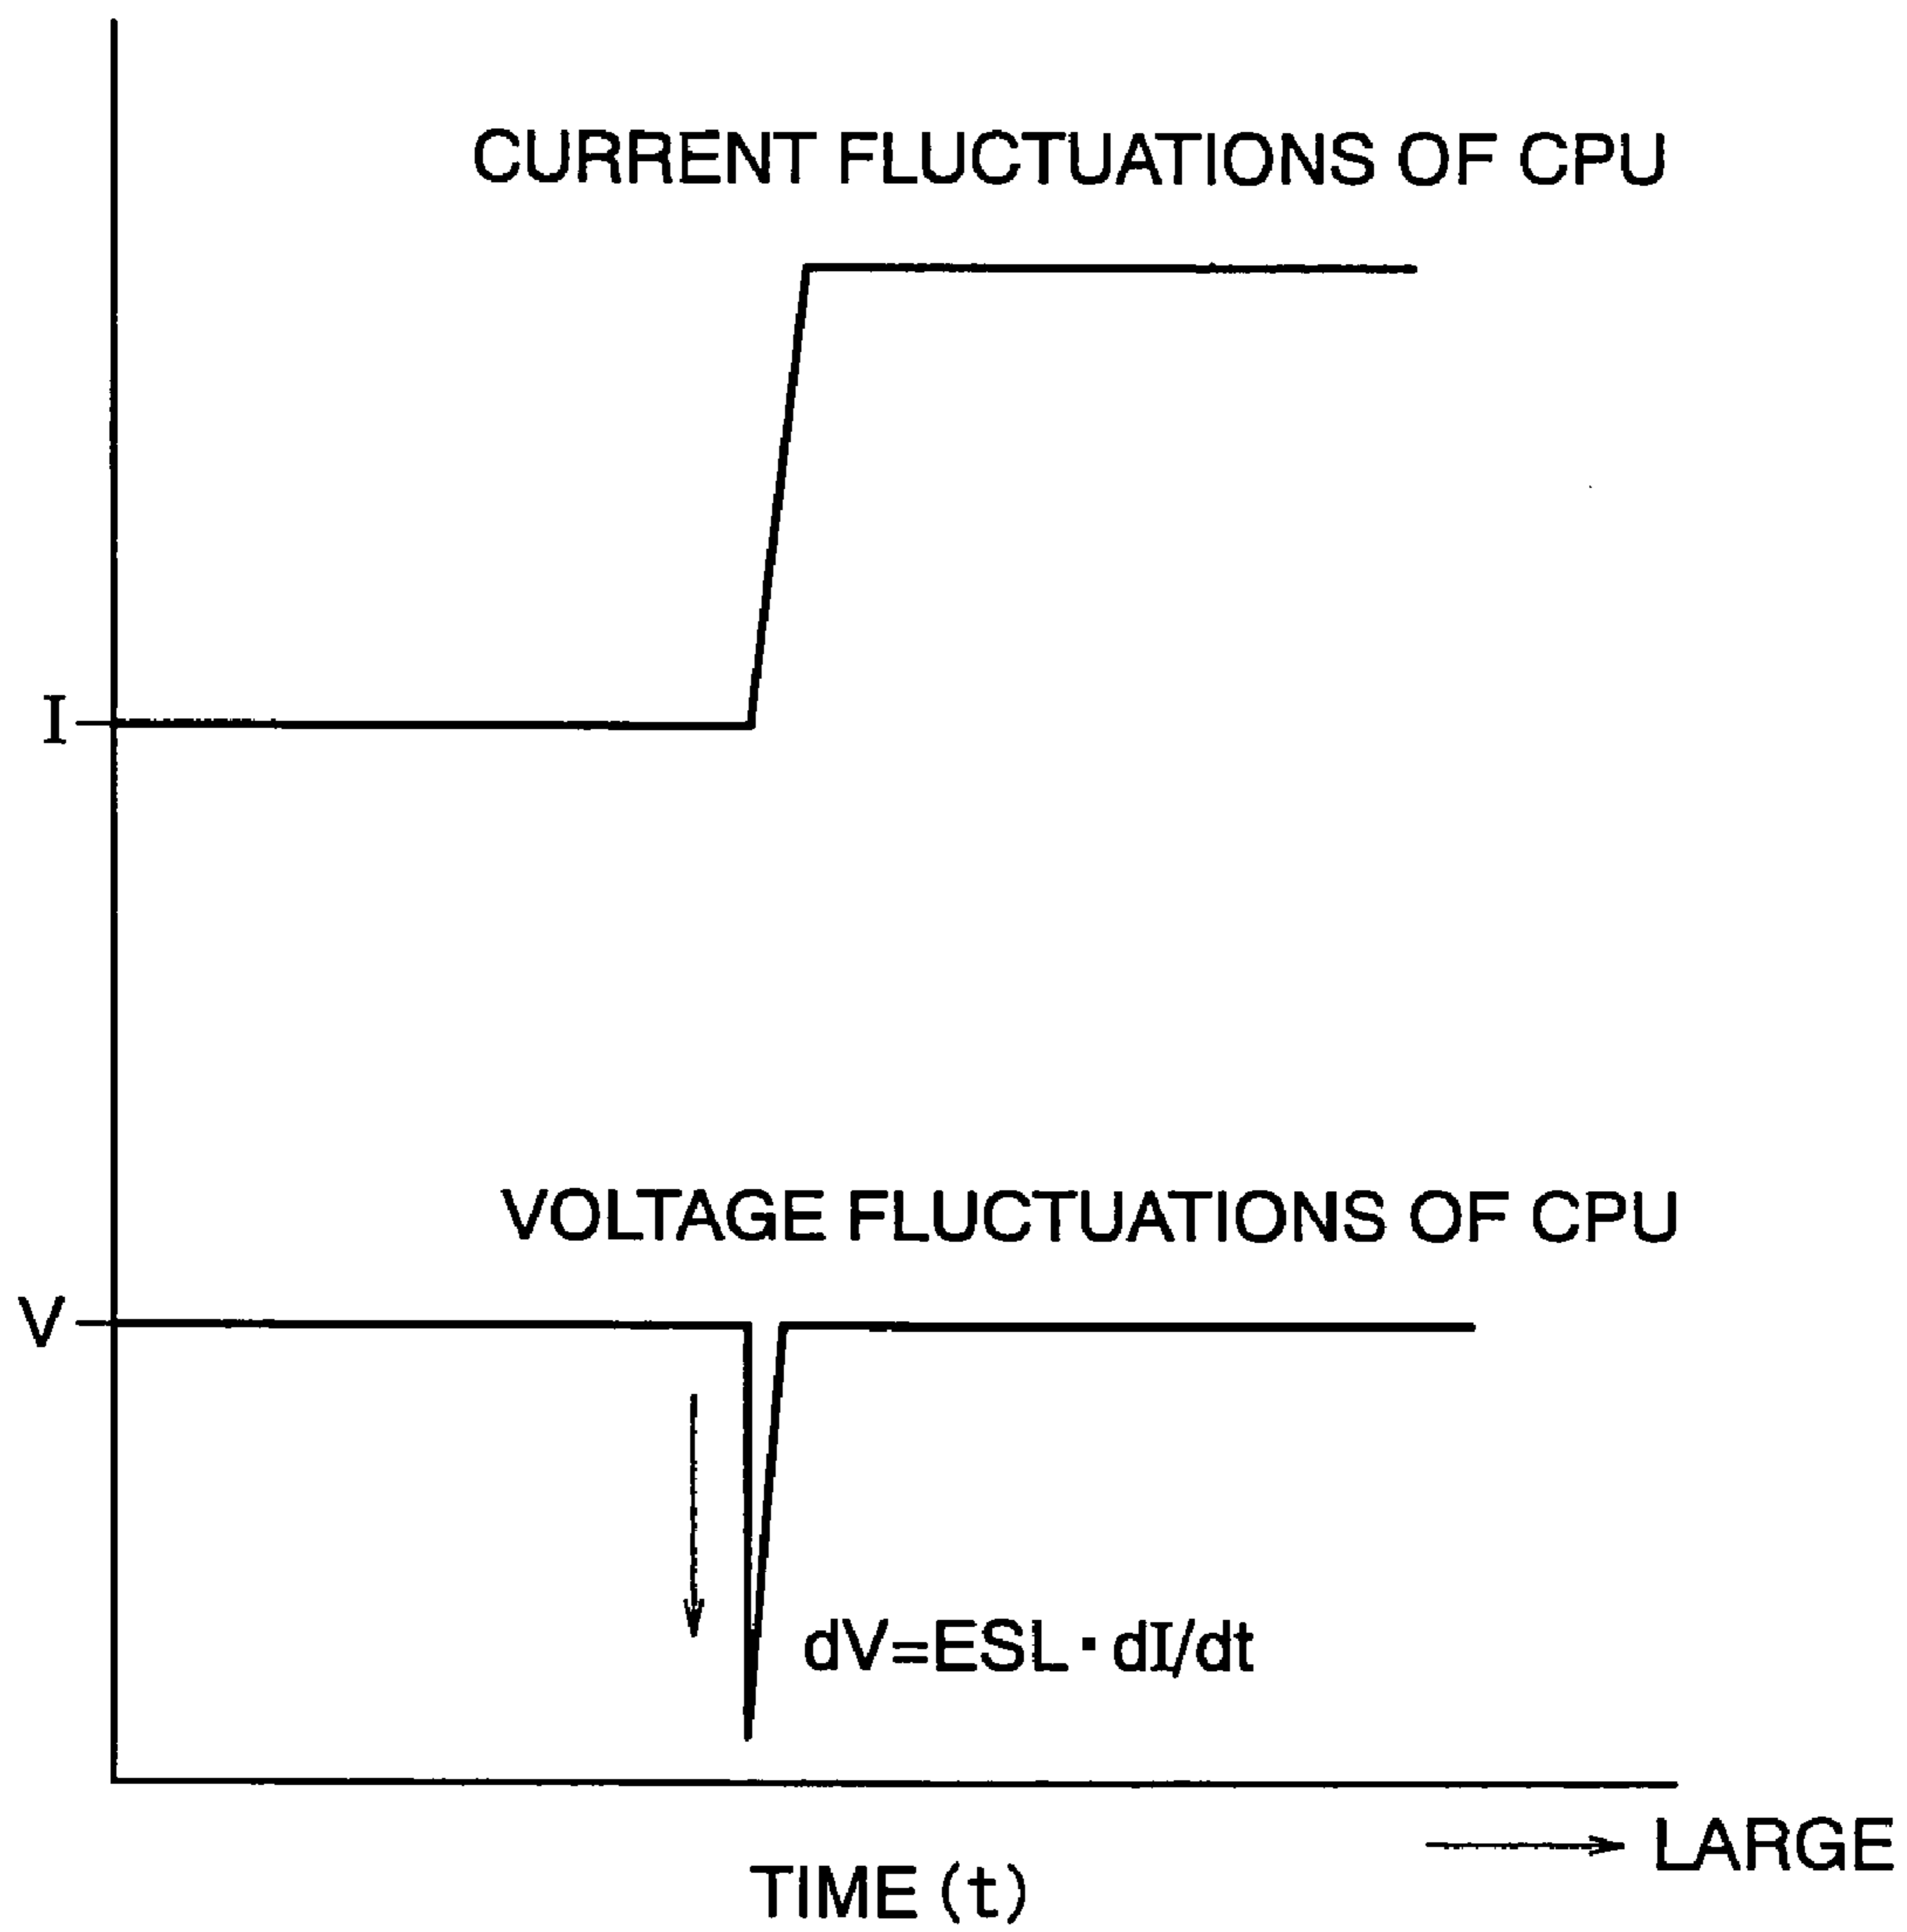 CURRENT FLUCTUATIONS OF CPU
I
VOLTAGE FLUCTUATIONS OF CPU
V
dV=ESL·dI/dt
LARGE
TIME (t)